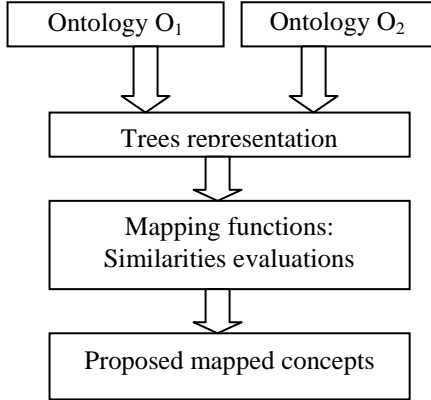 Ontology O₁
Ontology O₂
Trees representation
Mapping functions:
Similarities evaluations
Proposed mapped concepts